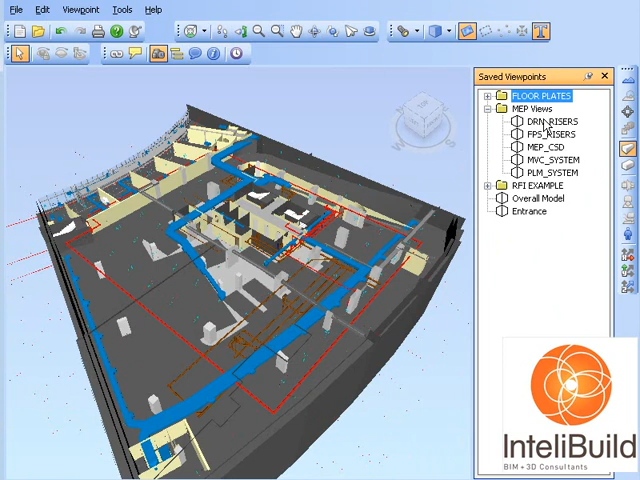 File Edit Viewpoint Tools Help
Saved Viewpoints
FLOOR PLATES
MEP Views
DRN_RISERS
FPS_RISERS
MEP_CSD
MVC_SYSTEM
PLM_SYSTEM
RFI EXAMPLE
Overall Model
Entrance
InteliBuild
BIM + 3D Consultants